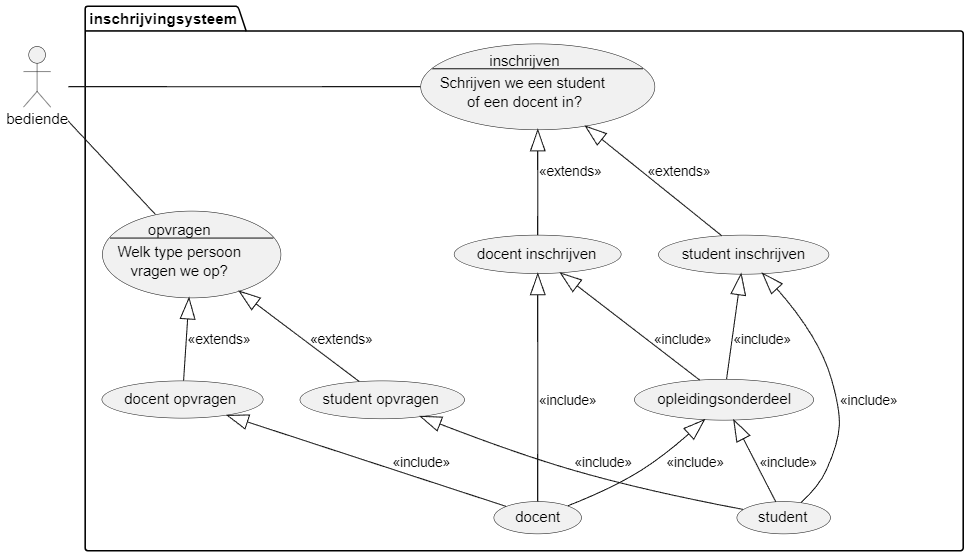 inschrijvingsysteem
bediende
inschrijven
Schrijven we een student
of een docent in?
«extends»
«extends»
opvragen
Welk type persoon
vragen we op?
docent inschrijven
student inschrijven
«extends»
«extends»
«include»
«include»
docent opvragen
student opvragen
«include»
opleidingsonderdeel
«include»
«include»
«include»
«include»
«include»
docent
student